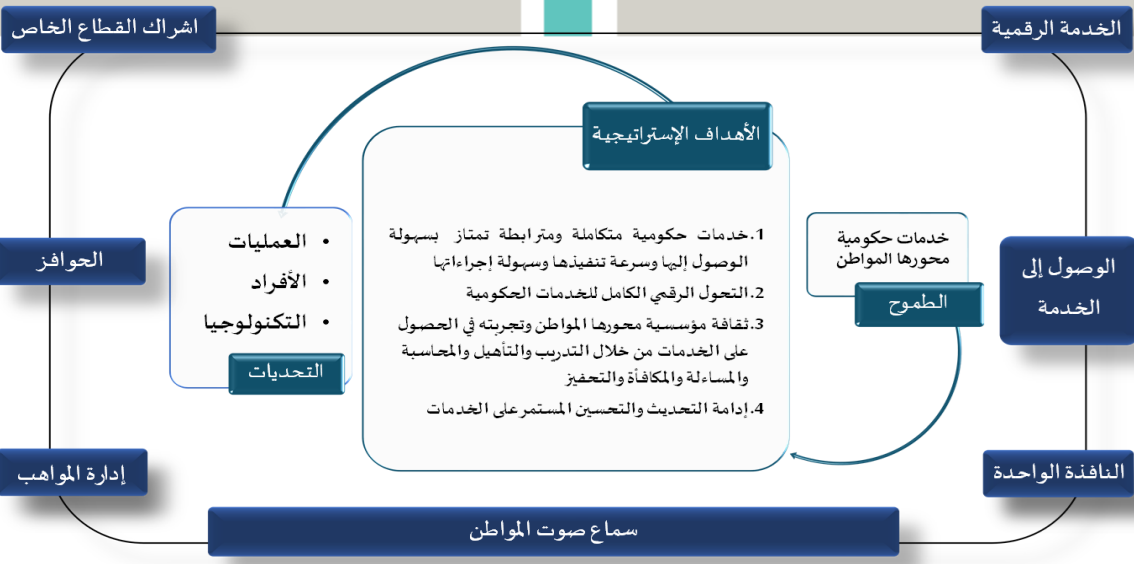 الخدمة الرقمية
اشراك القطاع الخاص
الأهداف الإستراتيجية
خدمات حكومية
محورها المواطن
الطموح
الوصول إلى
الخدمة
1.خدمات حكومية متكاملة ومترابطة تمتاز بسهولة
الوصول إليها وسرعة تنفيذها وسهولة إجراءاتها
2.التحول الرقمي الكامل للخدمات الحكومية
3.ثقافة مؤسسية محورها المواطن وتجربته في الحصول
على الخدمات من خلال التدريب والتأهيل والمحاسبة
والمساءلة والمكافأة والتحفيز
4.إدامة التحديث والتحسين المستمر على الخدمات
• العمليات
• الأفراد
• التكنولوجيا
التحديات
الحوافز
النافذة الواحدة
إدارة المواهب
سماع صوت المواطن